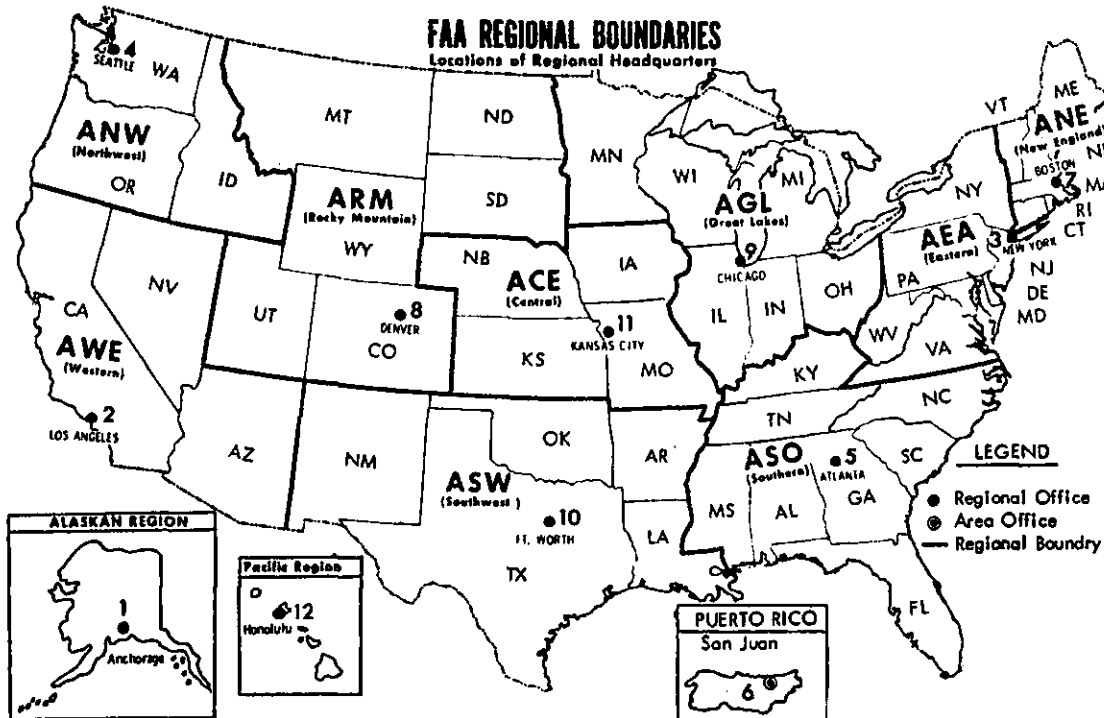 FAA REGIONAL BOUNDARIES
Locations of Regional Headquarters
4
SEATTLE
WA
ANW
(Northwest)
OR
ID
MT
ND
SD
ARM
(Rocky Mountain)
WY
MN
WI
MI
AGL
(Great Lakes)
9
CHICAGO
IL
IN
OH
VT
ME
ANE
(New England)
BOSTON
7
MA
RI
CT
NY
AEA
(Eastern)
3
NEW YORK
PA
NJ
DE
MD
WV
VA
NB
ACE
(Central)
IA
11
KANSAS CITY
KS
MO
CA
NV
UT
8
DENVER
CO
AWE
(Western)
2
LOS ANGELES
AZ
NM
OK
AR
ASW
(Southwest )
10
FT. WORTH
TX
LA
KY
TN
NC
SC
ASO
(Southern)
5
ATLANTA
MS
AL
GA
FL
LEGEND
Regional Office
Area Office
Regional Boundry
ALASKAN REGION
1
Anchorage
Pacific Region
12
Honolulu
PUERTO RICO
San Juan
6